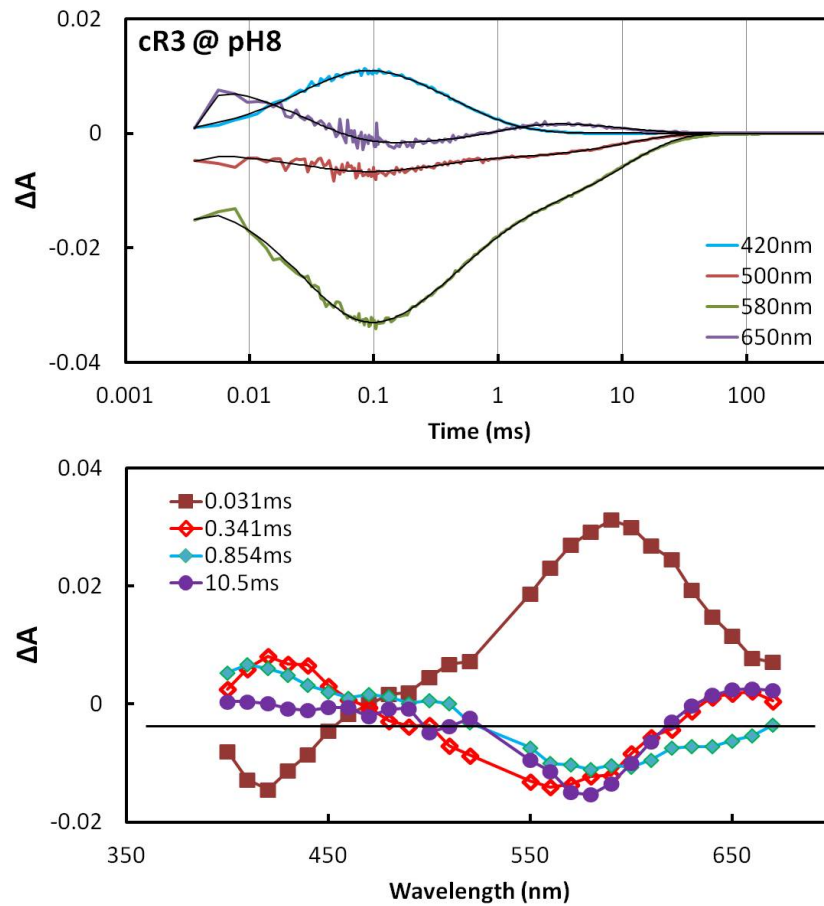 cR3 @ pH8
0.02
0
-0.02
-0.04
ΔA
420nm
500nm
580nm
650nm
0.001
0.01
0.1
1
10
100
Time (ms)
0.04
0.02
0
-0.02
ΔA
0.031ms
0.341ms
0.854ms
10.5ms
350
450
550
650
Wavelength (nm)